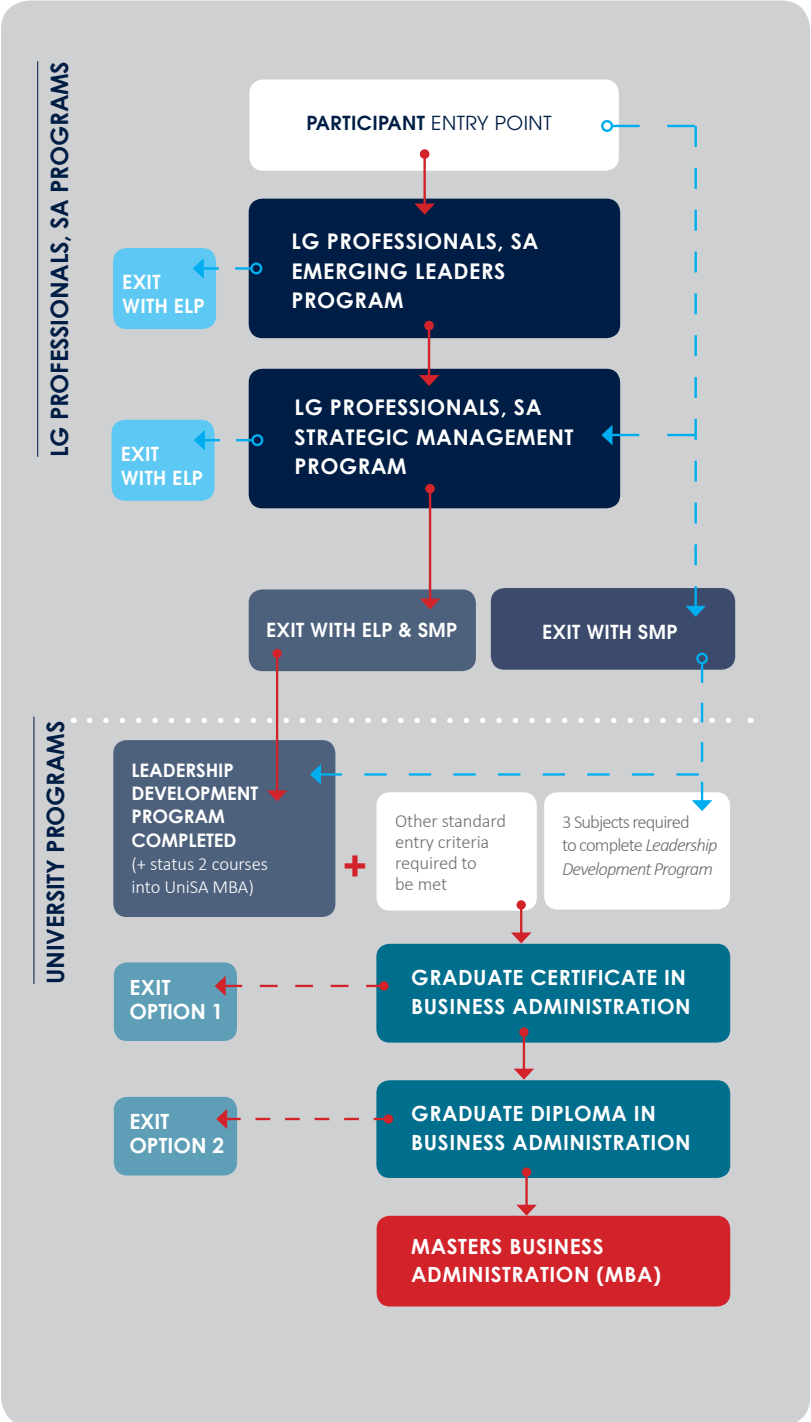 LG PROFESSIONALS, SA PROGRAMS
PARTICIPANT ENTRY POINT
LG PROFESSIONALS, SA
EMERGING LEADERS
PROGRAM
EXIT
WITH ELP
LG PROFESSIONALS, SA
STRATEGIC MANAGEMENT
PROGRAM
EXIT
WITH ELP
EXIT WITH ELP & SMP
EXIT WITH SMP
UNIVERSITY PROGRAMS
LEADERSHIP
DEVELOPMENT
PROGRAM
COMPLETED
(+ status 2 courses
into UniSA MBA)
+
Other standard
entry criteria
required to
be met
3 Subjects required
to complete Leadership
Development Program
GRADUATE CERTIFICATE IN
BUSINESS ADMINISTRATION
EXIT
OPTION 1
GRADUATE DIPLOMA IN
BUSINESS ADMINISTRATION
EXIT
OPTION 2
MASTERS BUSINESS
ADMINISTRATION (MBA)